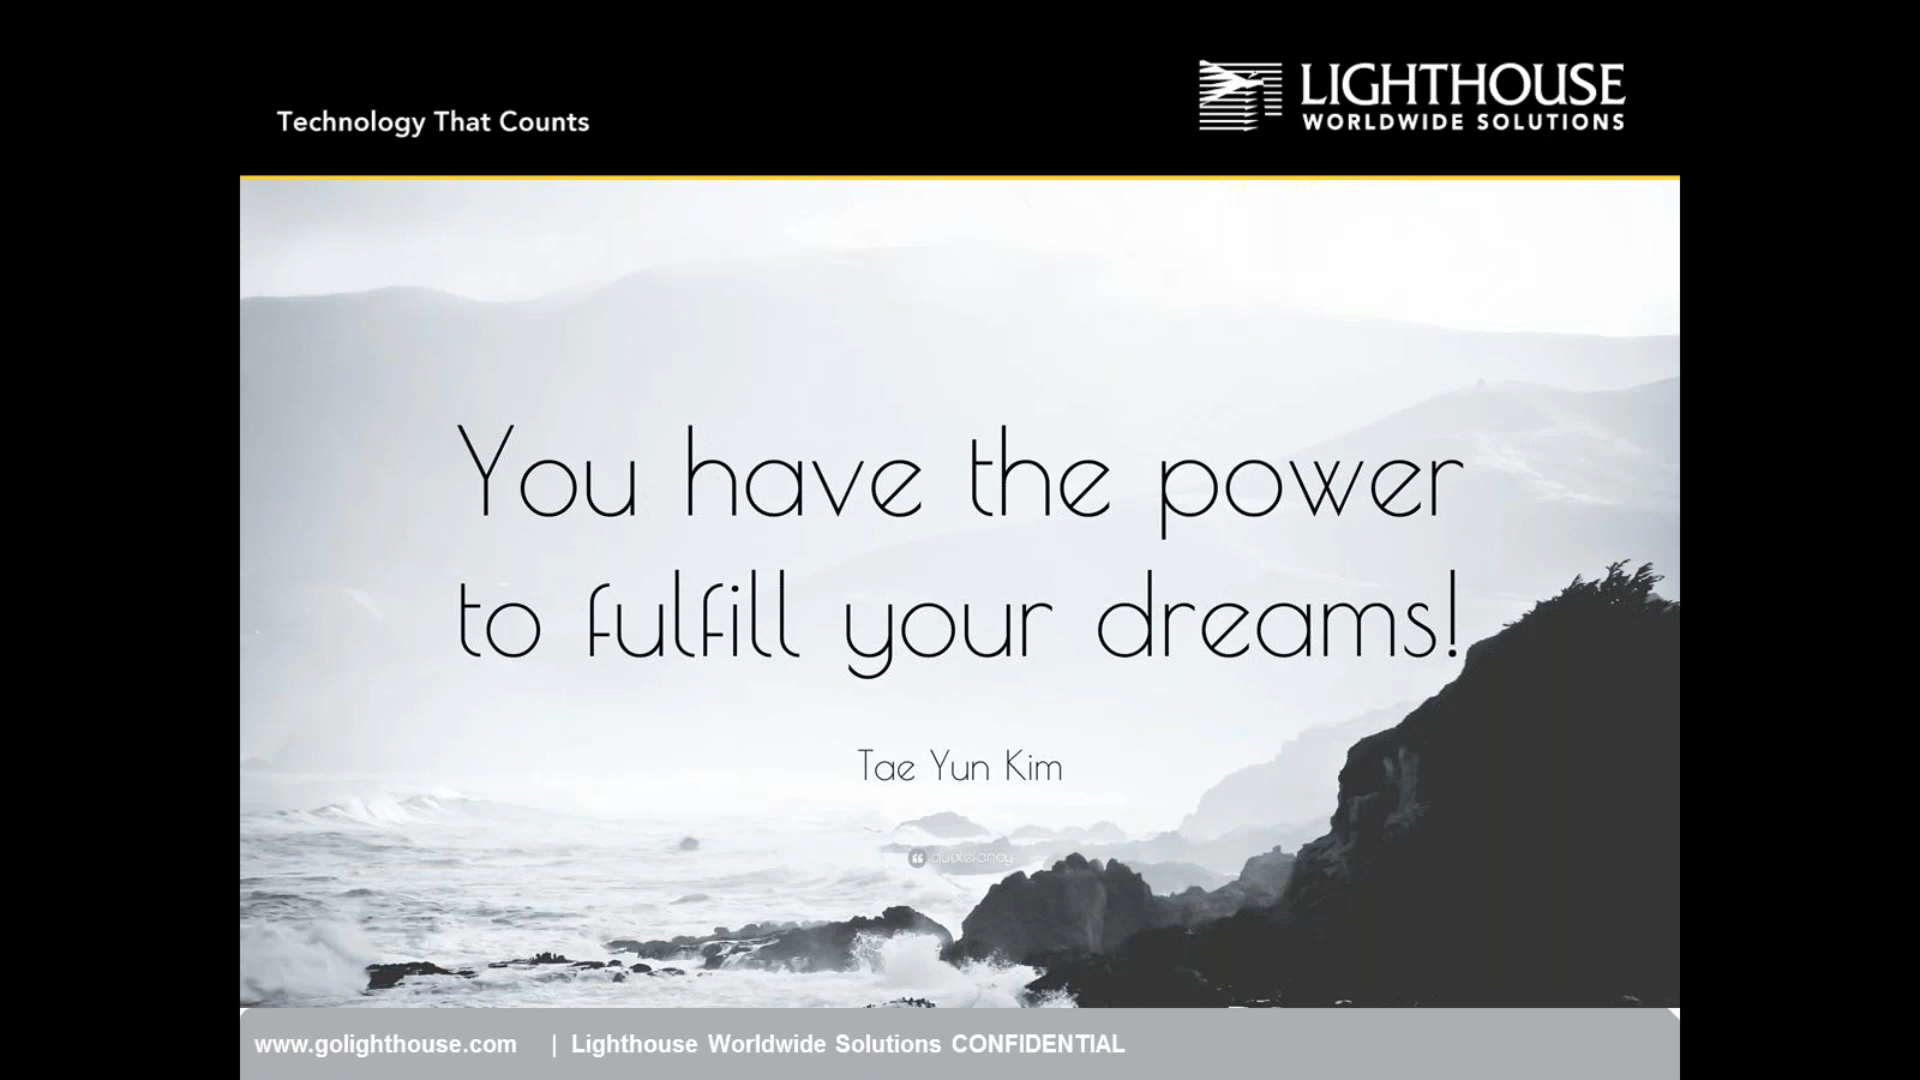 Technology That Counts
LIGHTHOUSE
WORLDWIDE SOLUTIONS
You have the power
to fulfill your dreams!
Tae Yun Kim
quotefancy
www.golighthouse.com | Lighthouse Worldwide Solutions CONFIDENTIAL